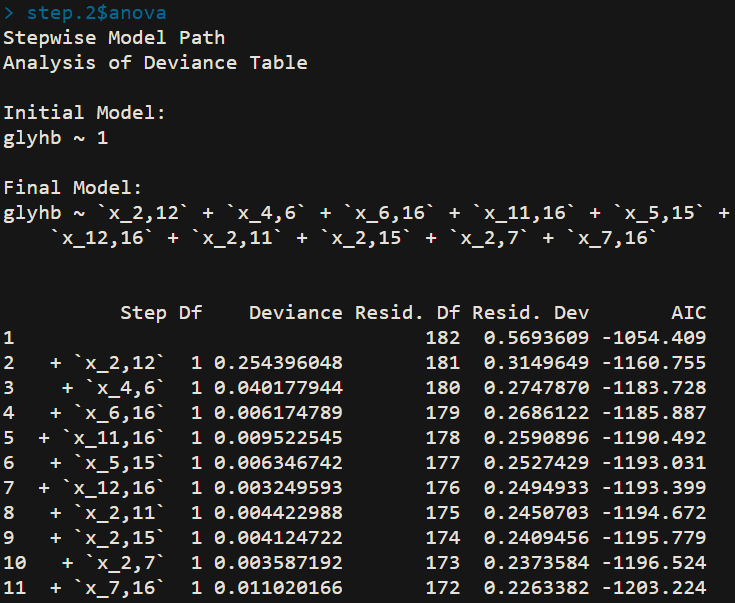 > step.2$anova
Stepwise Model Path
Analysis of Deviance Table

Initial Model:
glyhb ~ 1

Final Model:
glyhb ~ `x_2,12` + `x_4,6` + `x_6,16` + `x_11,16` + `x_5,15` +
    `x_12,16` + `x_2,11` + `x_2,15` + `x_2,7` + `x_7,16`


          Step Df    Deviance Resid. Df Resid. Dev       AIC
1                                   182  0.5693609 -1054.409
2   + `x_2,12`  1 0.254396048       181  0.3149649 -1160.755
3    + `x_4,6`  1 0.040177944       180  0.2747870 -1183.728
4   + `x_6,16`  1 0.006174789       179  0.2686122 -1185.887
5  + `x_11,16`  1 0.009522545       178  0.2590896 -1190.492
6   + `x_5,15`  1 0.006346742       177  0.2527429 -1193.031
7  + `x_12,16`  1 0.003249593       176  0.2494933 -1193.399
8   + `x_2,11`  1 0.004422988       175  0.2450703 -1194.672
9   + `x_2,15`  1 0.004124722       174  0.2409456 -1195.779
10   + `x_2,7`  1 0.003587192       173  0.2373584 -1196.524
11  + `x_7,16`  1 0.011020166       172  0.2263382 -1203.224